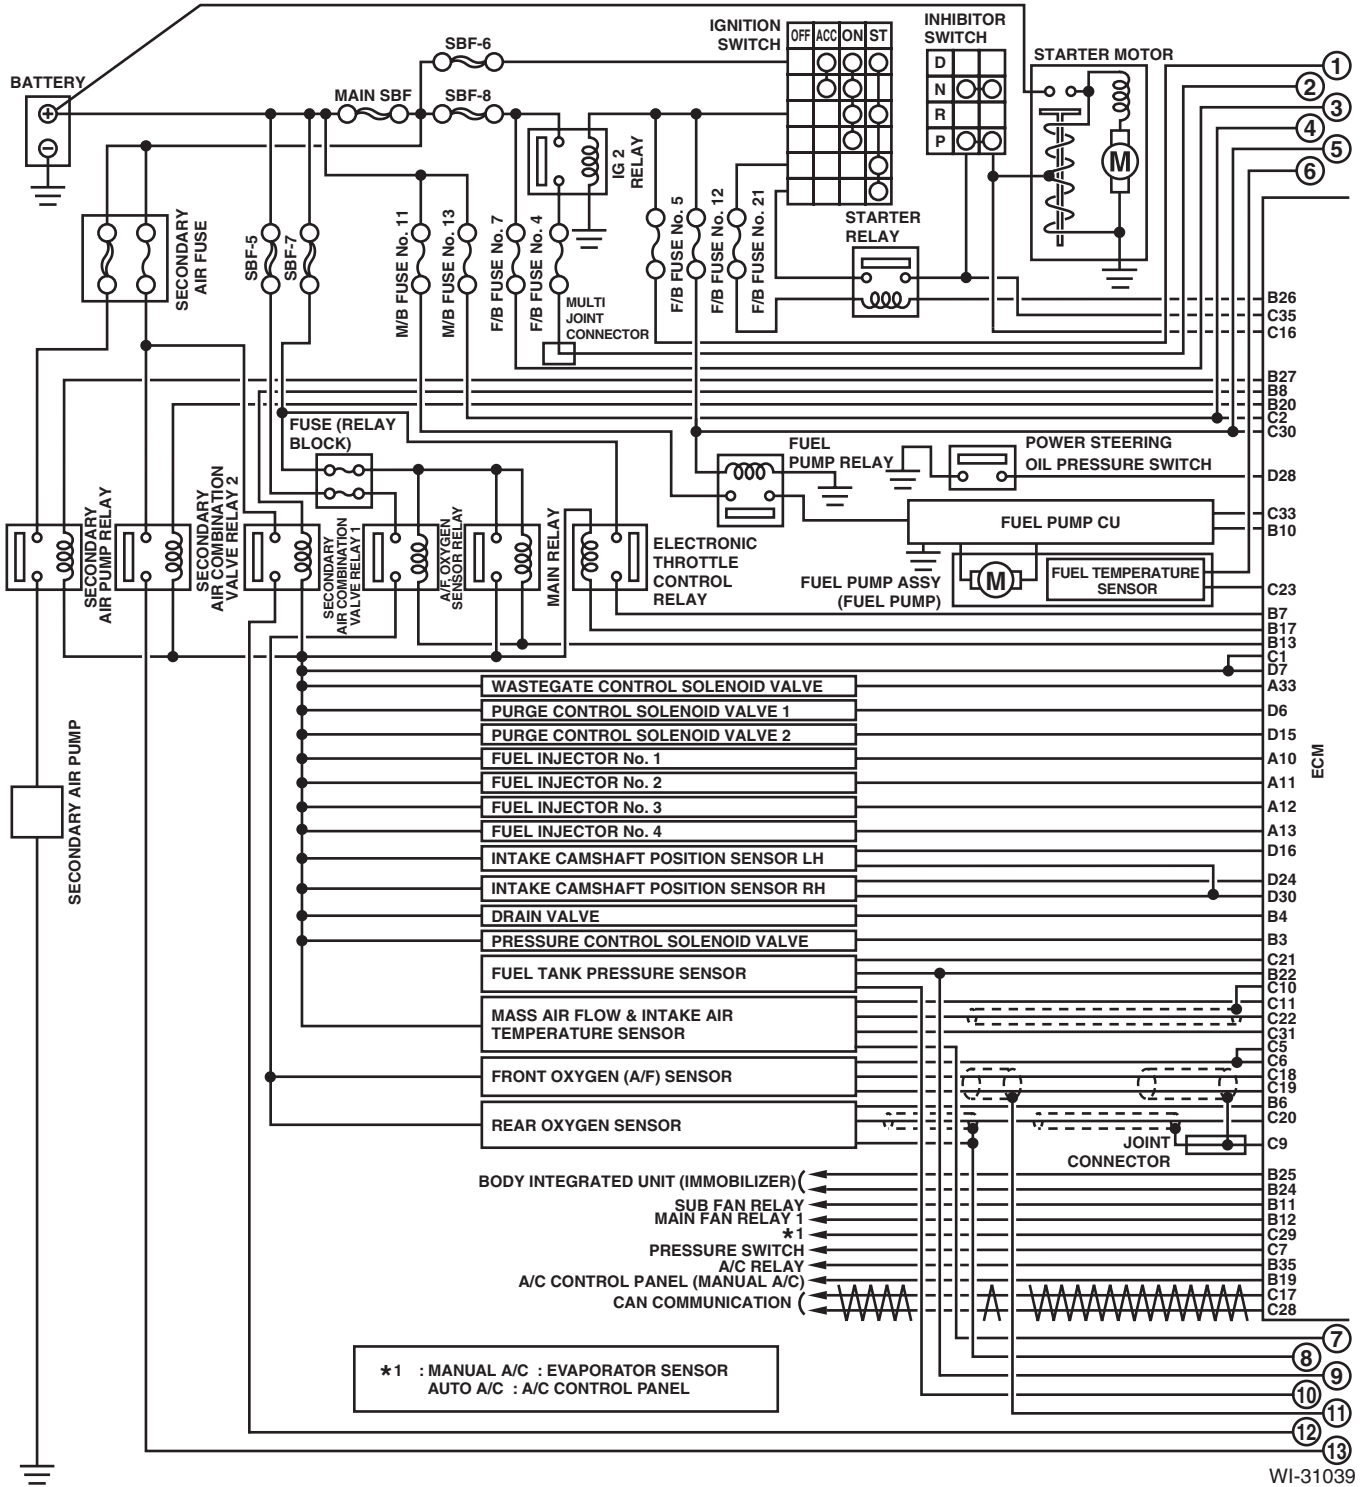 IGNITION
SWITCH
OFF ACC ON ST
INHIBITOR
SWITCH
D
N
R
P
STARTER MOTOR
M
SBF-6
BATTERY
MAIN SBF
SBF-8
IG 2
RELAY
1
2
3
4
5
6
SECONDARY
AIR FUSE
SBF-5
SBF-7
M/B FUSE No. 11
M/B FUSE No. 13
F/B FUSE No. 7
F/B FUSE No. 4
F/B FUSE No. 5
F/B FUSE No. 12
F/B FUSE No. 21
MULTI
JOINT
CONNECTOR
STARTER
RELAY
B26
C35
C16
B27
B8
B20
C2
C30
FUSE (RELAY
BLOCK)
FUEL
PUMP RELAY
POWER STEERING
OIL PRESSURE SWITCH
D28
FUEL PUMP CU
C33
B10
SECONDARY
AIR PUMP RELAY
SECONDARY
AIR COMBINATION
VALVE RELAY 2
SECONDARY
AIR COMBINATION
VALVE RELAY 1
A/F, OXYGEN
SENSOR RELAY
MAIN RELAY
ELECTRONIC
THROTTLE
CONTROL
RELAY
FUEL PUMP ASSY
(FUEL PUMP)
M
FUEL TEMPERATURE
SENSOR
C23
B7
B17
B13
C1
D7
WASTEGATE CONTROL SOLENOID VALVE
A33
PURGE CONTROL SOLENOID VALVE 1
D6
PURGE CONTROL SOLENOID VALVE 2
D15
FUEL INJECTOR No. 1
A10
FUEL INJECTOR No. 2
A11
FUEL INJECTOR No. 3
A12
FUEL INJECTOR No. 4
A13
ECM
SECONDARY AIR PUMP
INTAKE CAMSHAFT POSITION SENSOR LH
D16
INTAKE CAMSHAFT POSITION SENSOR RH
D24
D30
DRAIN VALVE
B4
PRESSURE CONTROL SOLENOID VALVE
B3
FUEL TANK PRESSURE SENSOR
C21
B22
C10
MASS AIR FLOW & INTAKE AIR
TEMPERATURE SENSOR
C11
C22
C31
C5
C6
FRONT OXYGEN (A/F) SENSOR
C18
C19
REAR OXYGEN SENSOR
B6
C20
JOINT
CONNECTOR
C9
BODY INTEGRATED UNIT (IMMOBILIZER) (
B25
B24
SUB FAN RELAY
B11
MAIN FAN RELAY 1
B12
*1
C29
PRESSURE SWITCH
C7
A/C RELAY
B35
A/C CONTROL PANEL (MANUAL A/C)
B19
CAN COMMUNICATION (
C17
C28
*1 : MANUAL A/C : EVAPORATOR SENSOR
AUTO A/C : A/C CONTROL PANEL
7
8
9
10
11
12
13
WI-31039